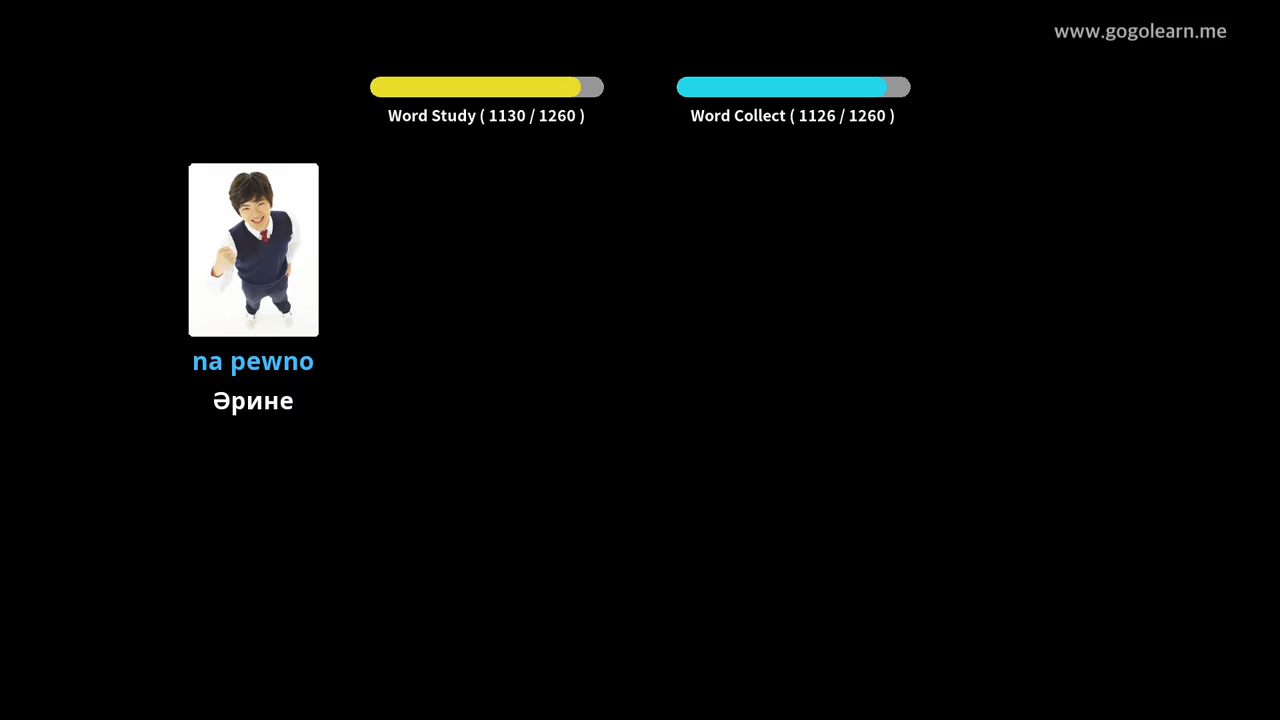 www.gogolearn.me
Word Study ( 1130 / 1260 )
Word Collect ( 1126 / 1260 )
na pewno
Әрине